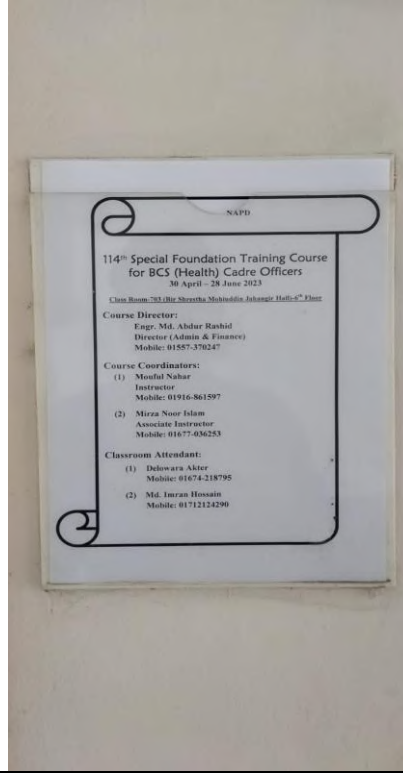 NAPD
114th Special Foundation Training Course
for BCS (Health) Cadre Officers
30 April – 28 June 2023
Class Room-703 (Bir Shrestha Mohiuddin Jahangir Hall)-6th Floor
Course Director:
Engr. Md. Abdur Rashid
Director (Admin & Finance)
Mobile: 01557-370247
Course Coordinators:
(1) Mouful Nahar
Instructor
Mobile: 01916-861597
(2) Mirza Noor Islam
Associate Instructor
Mobile: 01677-036253
Classroom Attendant:
(1) Delowara Akter
Mobile: 01674-218795
(2) Md. Imran Hossain
Mobile: 01712124290